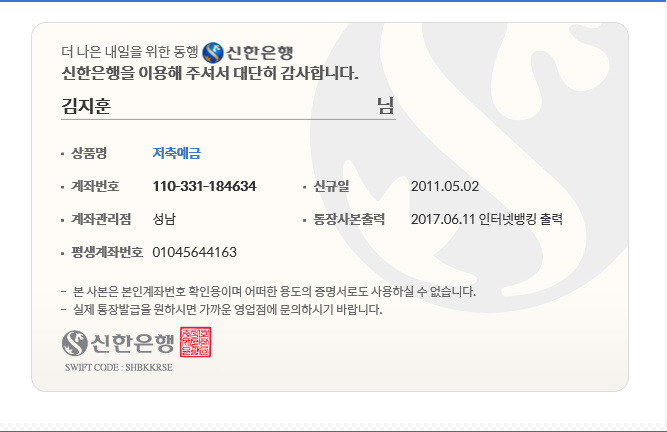 더 나은 내일을 위한 동행 신한은행
신한은행을 이용해 주셔서 대단히 감사합니다.
김지훈 님
· 상품명 저축예금
· 계좌번호 110-331-184634 · 신규일 2011.05.02
· 계좌관리점 성남 · 통장사본출력 2017.06.11 인터넷뱅킹 출력
· 평생계좌번호 01045644163
- 본 사본은 본인계좌번호 확인용이며 어떠한 용도의 증명서로도 사용하실 수 없습니다.
- 실제 통장발급을 원하시면 가까운 영업점에 문의하시기 바랍니다.
신한은행
SWIFT CODE : SHBKKRSE